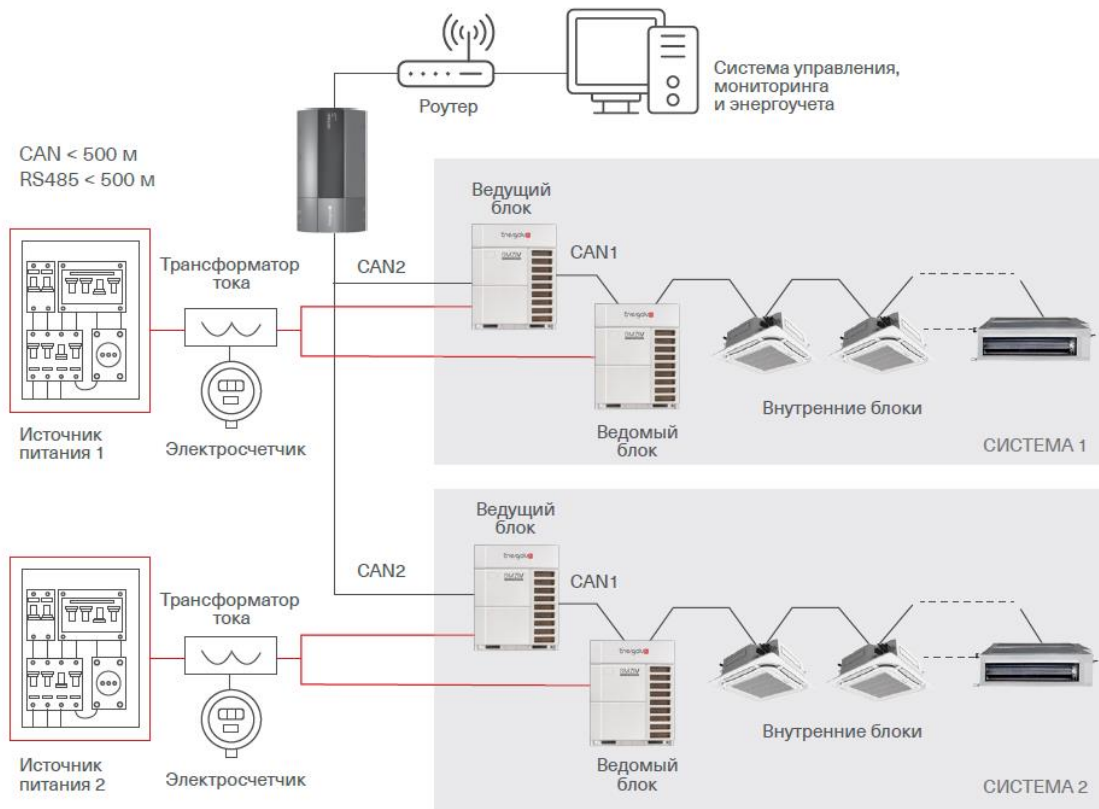 Роутер
Система управления,
мониторинга
и энергоучета
CAN < 500 м
RS485 < 500 м
Ведущий
блок
Трансформатор
тока
CAN2
CAN1
Источник
питания 1
Электросчетчик
Ведомый
блок
Внутренние блоки
СИСТЕМА 1
Ведущий
блок
Трансформатор
тока
CAN2
CAN1
Источник
питания 2
Электросчетчик
Ведомый
блок
Внутренние блоки
СИСТЕМА 2